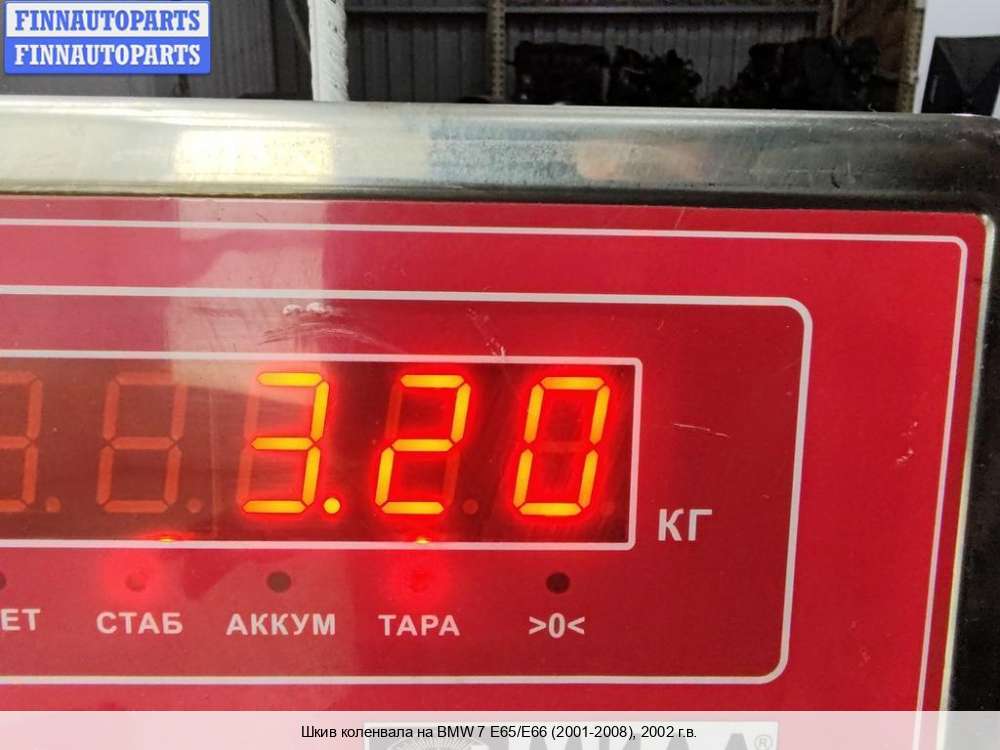 FINNAUTOPARTS
FINNAUTOPARTS
3.20
КГ
СТАБ АККУМ ТАРА >0<
Шкив коленвала на BMW 7 E65/E66 (2001-2008), 2002 г.в.